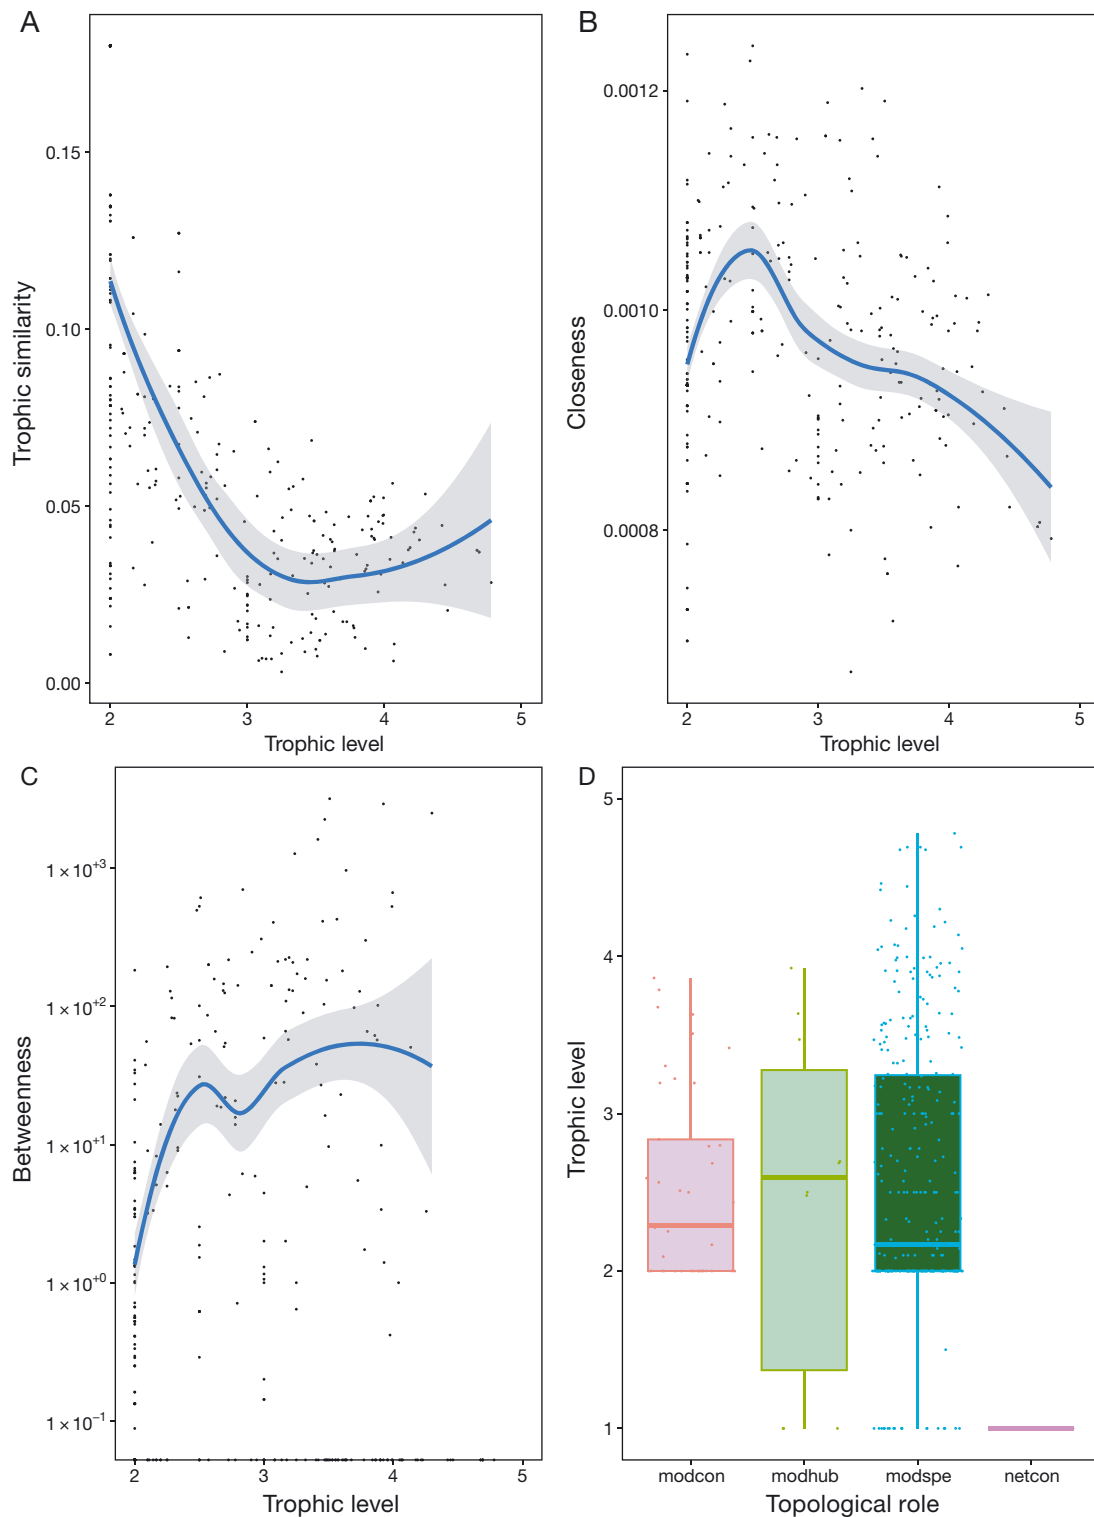 A
Trophic similarity
0.15
0.10
0.05
0.00
2 3 4 5
Trophic level
B
Closeness
0.0012
0.0010
0.0008
2 3 4 5
Trophic level
C
Betweenness
1 × 10⁺³
1 × 10⁺²
1 × 10⁺¹
1 × 10⁺⁰
1 × 10⁻¹
2 3 4 5
Trophic level
D
Trophic level
5
4
3
2
1
modcon modhub modspe netcon
Topological role